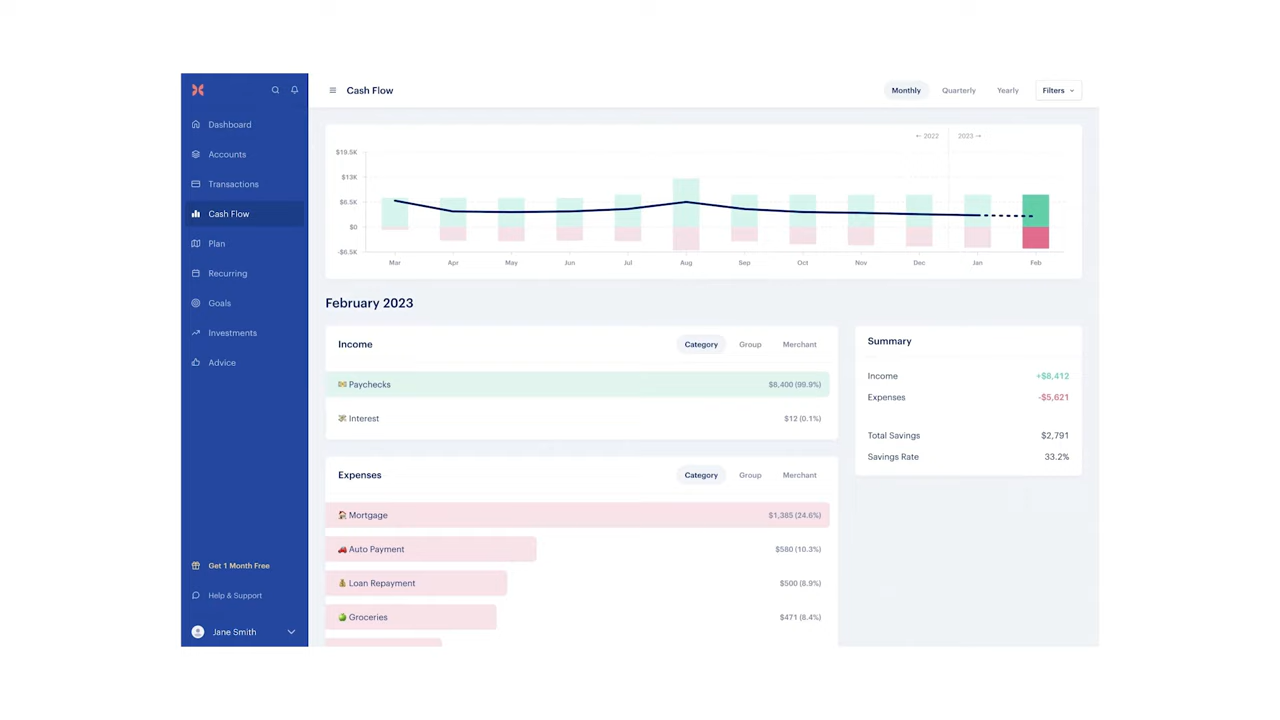 Cash Flow
Monthly Quarterly Yearly Filters
Dashboard
Accounts
Transactions
Cash Flow
Plan
Recurring
Goals
Investments
Advice
Get 1 Month Free
Help & Support
Jane Smith
← 2022 2023 →
$19.5K
$13K
$6.5K
$0
-$6.5K
Mar Apr May Jun Jul Aug Sep Oct Nov Dec Jan Feb
February 2023
Income Category Group Merchant
Paychecks $8,400 (99.9%)
Interest $12 (0.1%)
Expenses Category Group Merchant
Mortgage $1,385 (24.6%)
Auto Payment $580 (10.3%)
Loan Repayment $500 (8.9%)
Groceries $471 (8.4%)
Summary
Income +$8,412
Expenses -$5,621
Total Savings $2,791
Savings Rate 33.2%